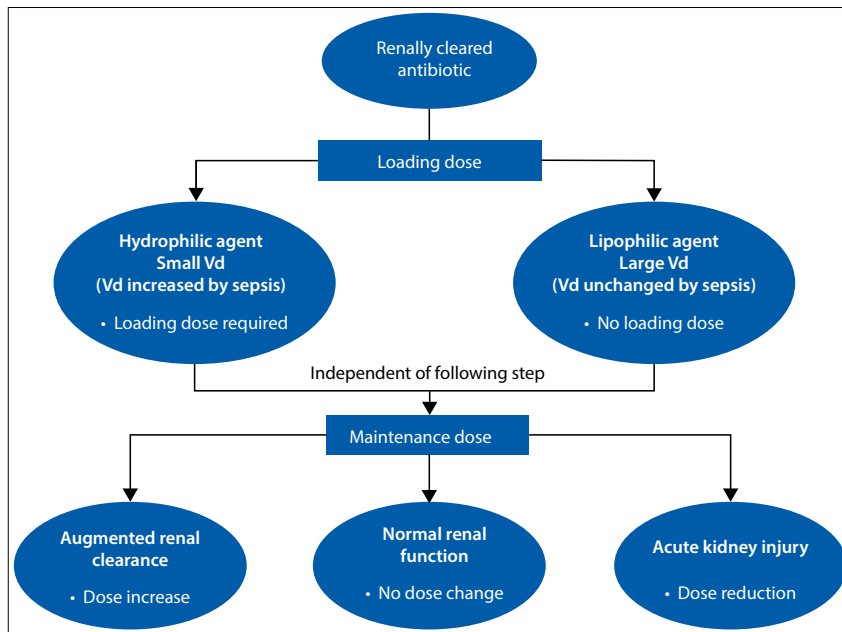 Renally cleared
antibiotic
Loading dose
Hydrophilic agent
Small Vd
(Vd increased by sepsis)
• Loading dose required
Lipophilic agent
Large Vd
(Vd unchanged by sepsis)
• No loading dose
Independent of following step
Maintenance dose
Augmented renal
clearance
• Dose increase
Normal renal
function
• No dose change
Acute kidney injury
• Dose reduction